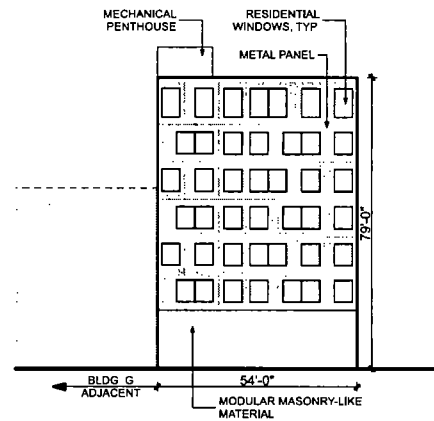 MECHANICAL
PENTHOUSE
RESIDENTIAL
WINDOWS, TYP
METAL PANEL
79'-0"
54'-0"
BLDG G
ADJACENT
MODULAR MASONRY-LIKE
MATERIAL